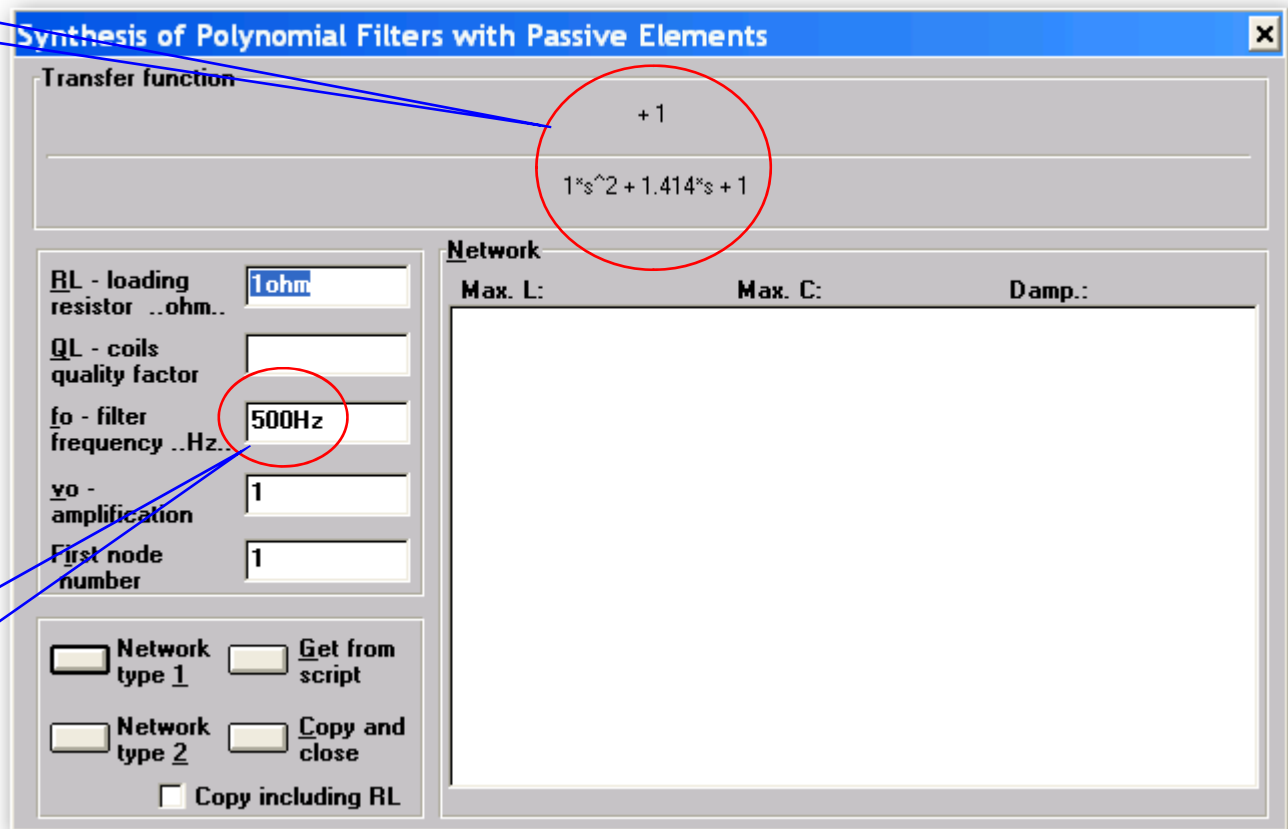 Synthesis of Polynomial Filters with Passive Elements
Transfer function
+ 1
1*s^2 + 1.414*s + 1
RL - loading
resistor ..ohm..
1ohm
QL - coils
quality factor
fo - filter
frequency ..Hz..
500Hz
vo -
amplification
1
First node
number
1
Network
Max. L: Max. C: Damp.:
Network
type 1
Get from
script
Network
type 2
Copy and
close
Copy including RL